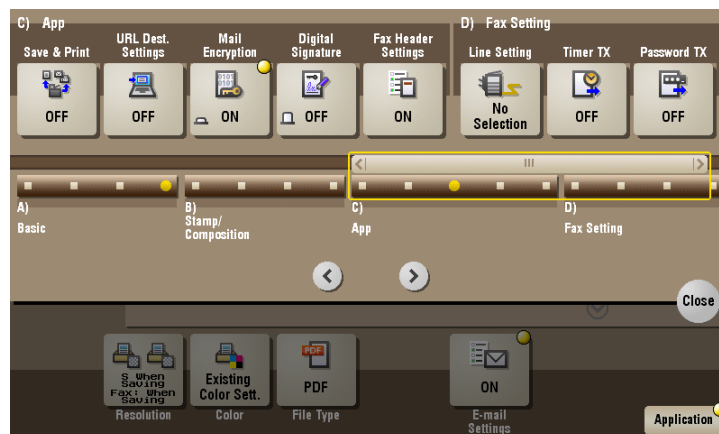 C) App
D) Fax Setting
Save & Print
URL Dest.
Settings
Mail
Encryption
Digital
Signature
Fax Header
Settings
Line Setting
Timer TX
Password TX
OFF
OFF
ON
OFF
ON
No
Selection
OFF
OFF
A)
Basic
B)
Stamp/
Composition
C)
App
D)
Fax Setting
Close
S When
Saving
Fax: When
Saving
Resolution
Existing
Color Sett.
Color
PDF
PDF
File Type
ON
E-mail
Settings
Application